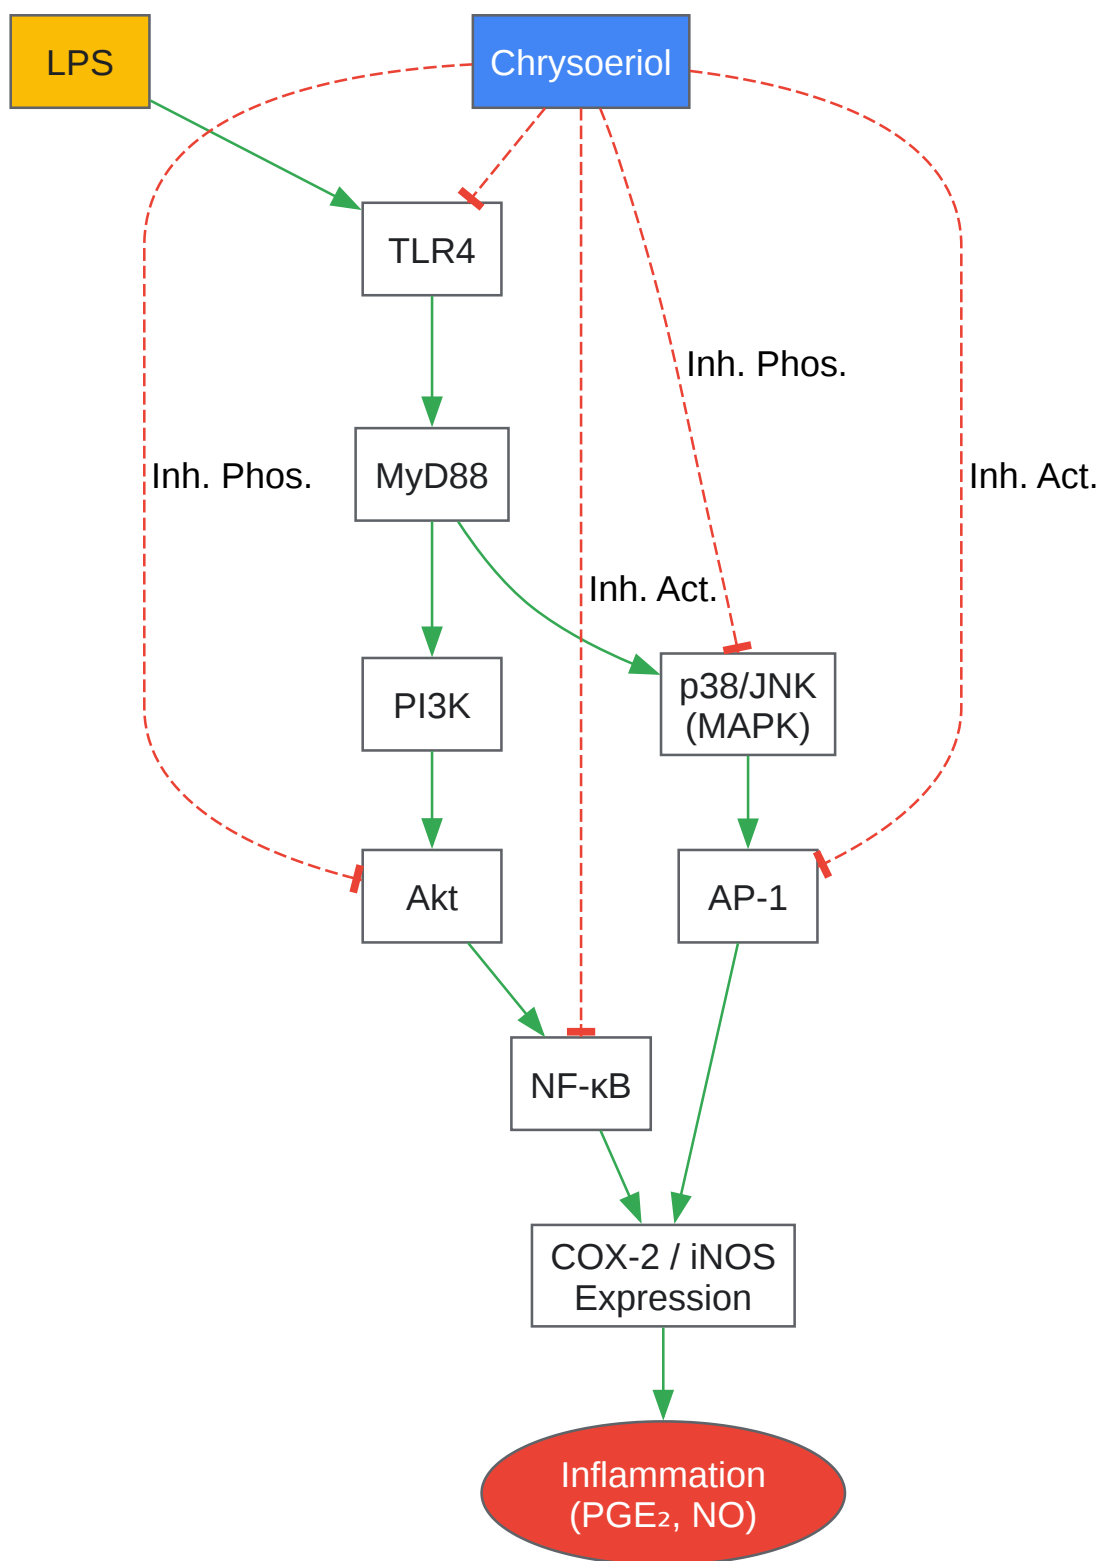 LPS
Chrysoeriol
TLR4
Inh. Phos.
Inh. Phos.
MyD88
Inh. Act.
Inh. Act.
PI3K
p38/JNK
(MAPK)
Akt
AP-1
NF-κB
COX-2 / iNOS
Expression
Inflammation
(PGE₂, NO)